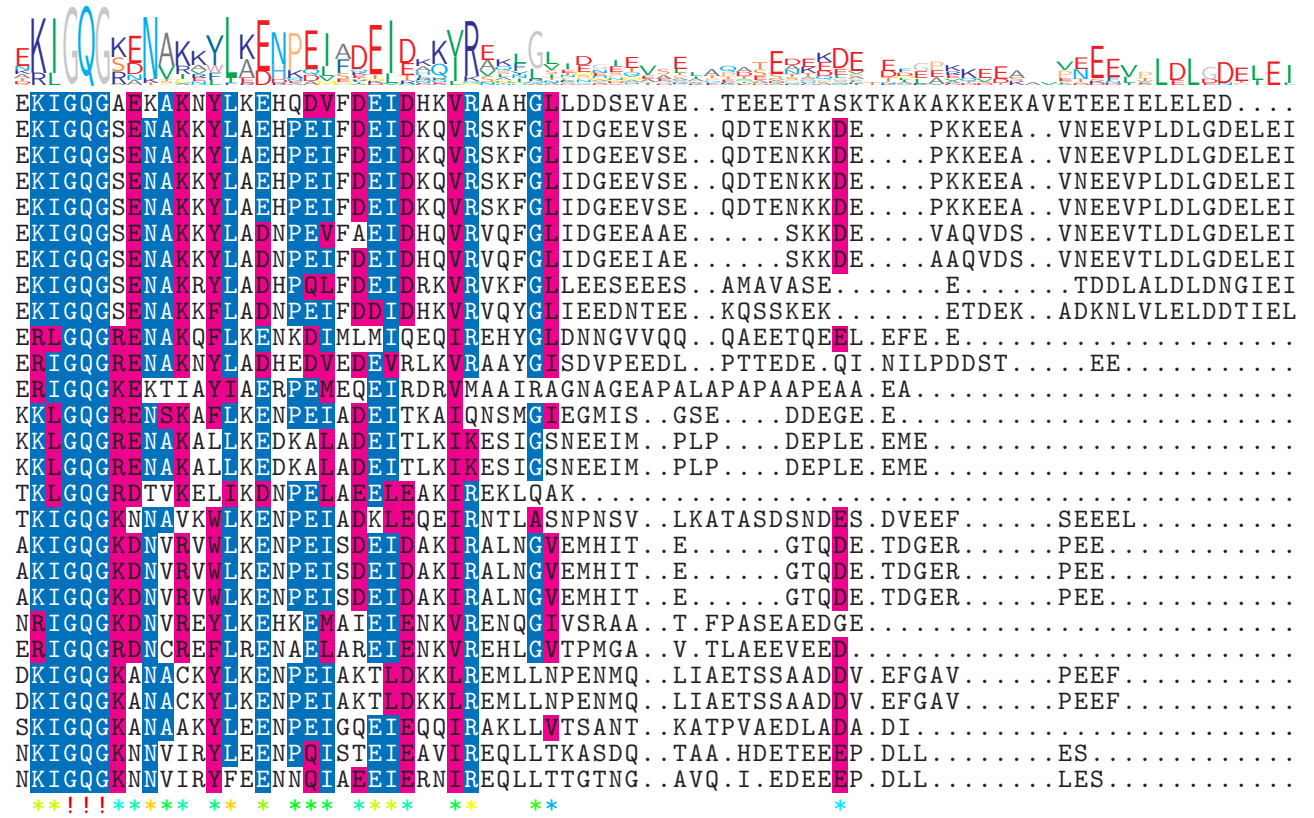 EKIGQGAEKAKNYLKEHQDVFDEIDHKVRAAHGLLDDSEVAE..TEEETTASKTKAKAKKEEKAVETEEIELELED....
EKIGQGSENAKKYLAEHPEIFDEIDKQVRSKFGLIDGEEVSE..QDTENKKDE....PKKEEA..VNEEVPLDLGDELEI
EKIGQGSENAKKYLAEHPEIFDEIDKQVRSKFGLIDGEEVSE..QDTENKKDE....PKKEEA..VNEEVPLDLGDELEI
EKIGQGSENAKKYLAEHPEIFDEIDKQVRSKFGLIDGEEVSE..QDTENKKDE....PKKEEA..VNEEVPLDLGDELEI
EKIGQGSENAKKYLAEHPEIFDEIDKQVRSKFGLIDGEEVSE..QDTENKKDE....PKKEEA..VNEEVPLDLGDELEI
EKIGQGSENAKKYLADNPEVFAEIDHQVRVQFGLIDGEEAAE......SKKDE....VAQVDS..VNEEVTLDLGDELEI
EKIGQGSENAKKYLADNPEIFDEIDHQVRVQFGLIDGEEIAE......SKKDE....AAQVDS..VNEEVTLDLGDELEI
EKIGQGSENAKRYLADHPQLFDEIDRKVRVKFGLLEESEEES..AMAVASE.......E.......TDDLALDLDNGIEI
EKIGQGSENAKKFLADNPEIFDDIDHKVRVQYGLIEEDNTEE..KQSSKEK.......ETDEK..ADKNLVLELDDTIEL
ERLGQGRENAKQFLKENKDIMLMIQEQIREHYGLDNNGVVQQ..QAEETQEEL.EFE.E.....................
ERIGQGRENAKNYLADHEDVEDEVRLKVRAAYGISDVPEEDL..PTTEDE.QI.NILPDDST.....EE...........
ERIGQGKEKTIAYIAERPEMEQEIRDRVMAAIRAGNAGEAPALAPAPAAPEAA.EA........................
KKLGQGRENSKAFLKENPEIADEITKAIQNSMGIEGMIS..GSE....DDEGE.E.........................
KKLGQGRENAKALLKEDKALADEITLKIKESIGSNEEIM..PLP....DEPLE.EME.......................
KKLGQGRENAKALLKEDKALADEITLKIKESIGSNEEIM..PLP....DEPLE.EME.......................
TKLGQGRDTVKELIKDNPELAEELEAKIREKLQAK.............................................
TKIGQGKNNAVKWLKENPEIADKLEQEIRNTLASNPNSV..LKATASDSNDES.DVEEF......SEEEL..........
AKIGQGKDNVRVWLKENPEISDEIDAKIRALNGVEMHIT..E......GTQDE.TDGER......PEE............
AKIGQGKDNVRVWLKENPEISDEIDAKIRALNGVEMHIT..E......GTQDE.TDGER......PEE............
AKIGQGKDNVRVWLKENPEISDEIDAKIRALNGVEMHIT..E......GTQDE.TDGER......PEE............
NRIGQGKDNVREYLKEHKEMAIEIENKVRENQGIVSRAA..T.FPASEAEDGE...........................
ERIGQGRDNCREFLRENAELAREIENKVREHLGVTPMGA..V.TLAEEVEED............................
DKIGQGKANACKYLKENPEIAKTLDKKLREMLLNPENMQ..LIAETSSAADDV.EFGAV......PEEF...........
DKIGQGKANACKYLKENPEIAKTLDKKLREMLLNPENMQ..LIAETSSAADDV.EFGAV......PEEF...........
SKIGQGKANAAKYLEENPEIGQEIEQQIRAKLLVTSANT..KATPVAEDLADA.DI........................
NKIGQGKNNVIRYLEENPQISTEIEAVIREQLLTKASDQ..TAA.HDETEEEP.DLL........ES.............
NKIGQGKNNVIRYFEENNQIAEEIERNIREQLLTTGTNG..AVQ.I.EDEEEP.DLL........LES............
**!!!***** ** * *** **** ** ** *